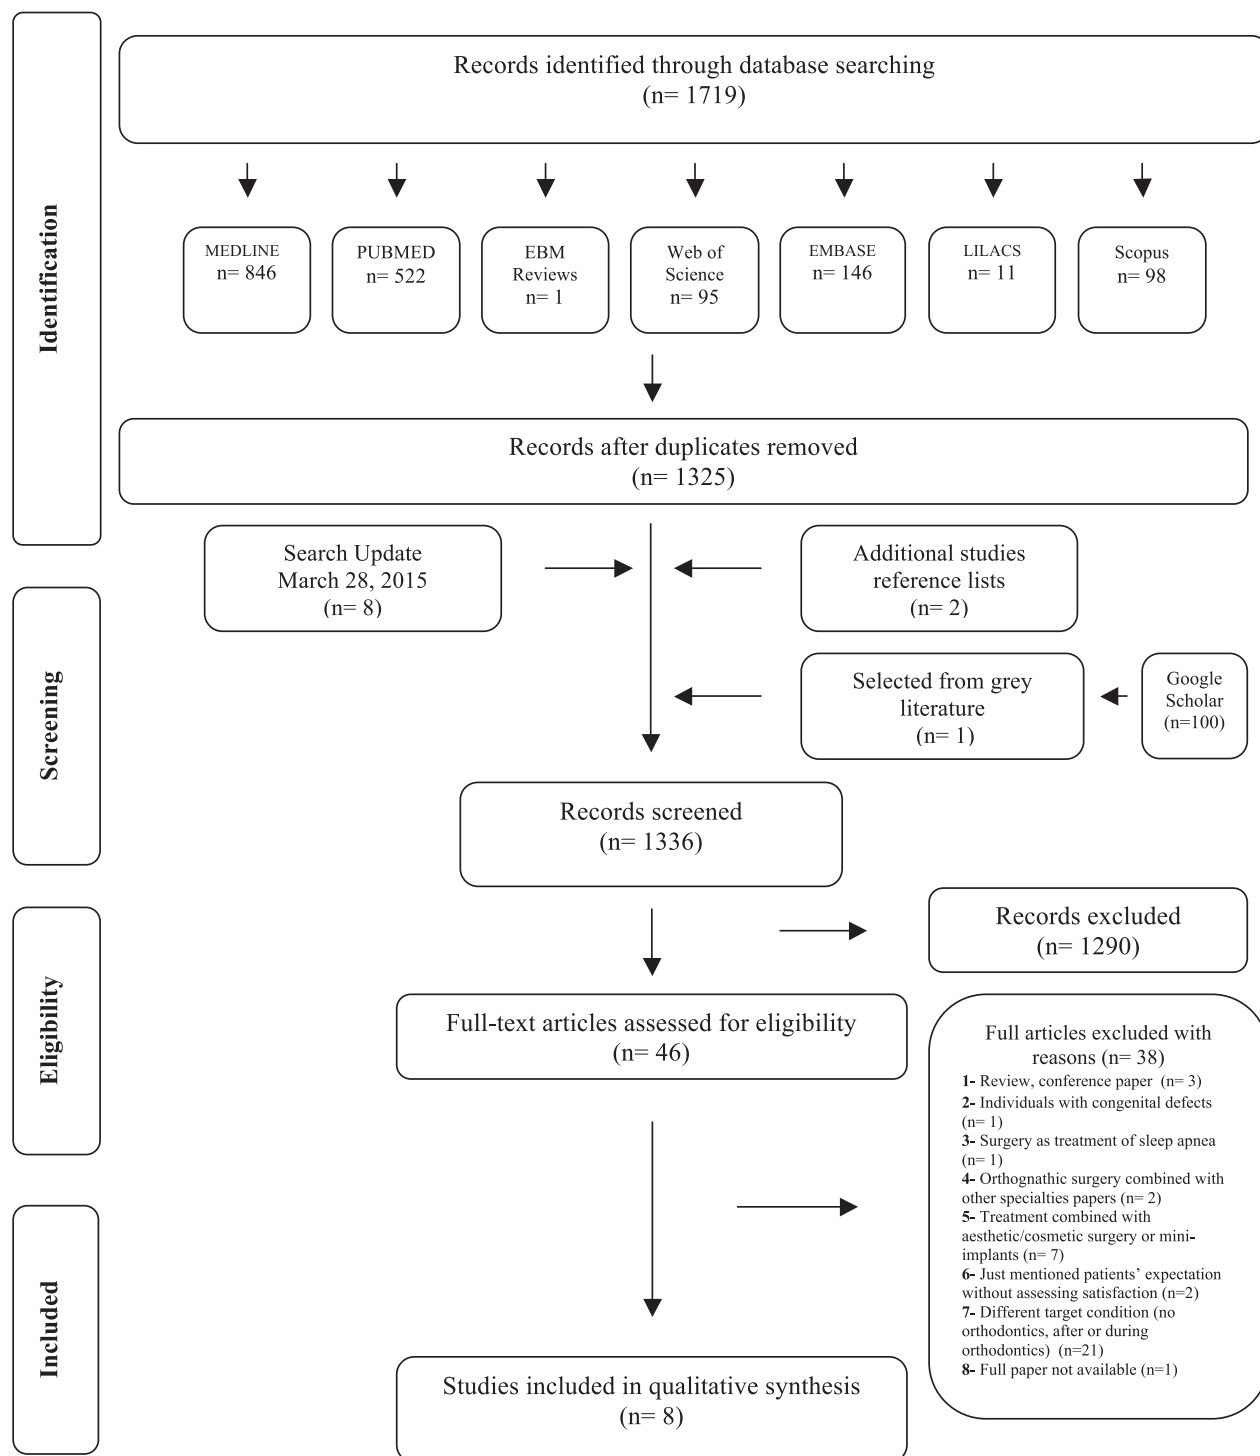 Identification
Records identified through database searching
(n= 1719)
MEDLINE
n= 846
PUBMED
n= 522
EBM
Reviews
n= 1
Web of
Science
n= 95
EMBASE
n= 146
LILACS
n= 11
Scopus
n= 98
Records after duplicates removed
(n= 1325)
Search Update
March 28, 2015
(n= 8)
Additional studies
reference lists
(n= 2)
Screening
Selected from grey
literature
(n= 1)
Google
Scholar
(n=100)
Records screened
(n= 1336)
Eligibility
Records excluded
(n= 1290)
Full-text articles assessed for eligibility
(n= 46)
Full articles excluded with
reasons (n= 38)
1- Review, conference paper (n= 3)
2- Individuals with congenital defects
(n= 1)
3- Surgery as treatment of sleep apnea
(n= 1)
4- Orthognathic surgery combined with
other specialties papers (n= 2)
5- Treatment combined with
aesthetic/cosmetic surgery or mini-
implants (n= 7)
6- Just mentioned patients’ expectation
without assessing satisfaction (n=2)
7- Different target condition (no
orthodontics, after or during
orthodontics) (n=21)
8- Full paper not available (n=1)
Included
Studies included in qualitative synthesis
(n= 8)